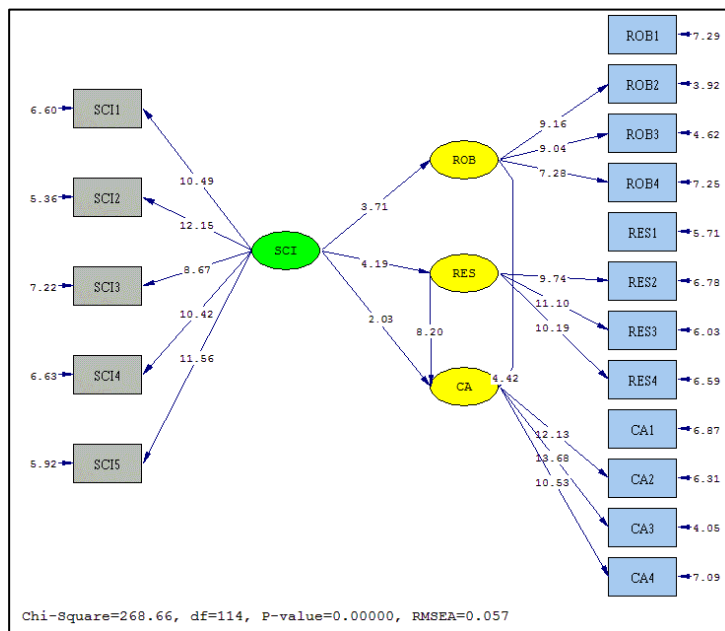 ROB1
7.29
ROB2
3.92
9.16
ROB3
4.62
9.04
ROB4
7.25
7.28
ROB
SCI1
6.60
10.49
SCI2
5.36
12.15
SCI3
7.22
8.67
SCI4
6.63
10.42
SCI5
5.92
11.56
SCI
3.71
4.19
2.03
RES
8.20
CA
4.42
RES1
5.71
RES2
6.78
9.74
RES3
6.03
11.10
RES4
6.59
10.19
CA1
6.87
CA2
6.31
12.13
CA3
4.05
13.68
CA4
7.09
10.53
Chi-Square=268.66, df=114, P-value=0.00000, RMSEA=0.057